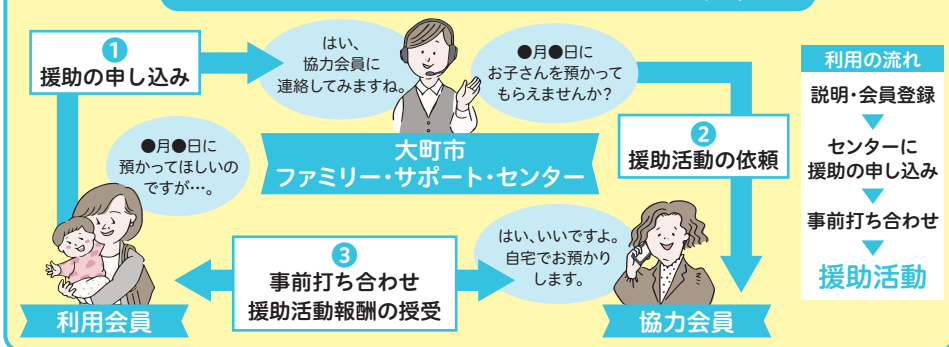 ❶
援助の申し込み
はい、
協力会員に
連絡してみますね。
●月●日に
お子さんを預かって
もらえませんか?
大町市
ファミリー・サポート・センター
❷
援助活動の依頼
●月●日に
預かってほしいの
ですが…。
❸
事前打ち合わせ
援助活動報酬の授受
はい、いいですよ。
自宅でお預かり
します。
利用会員
協力会員
利用の流れ
説明・会員登録
センターに
援助の申し込み
事前打ち合わせ
援助活動